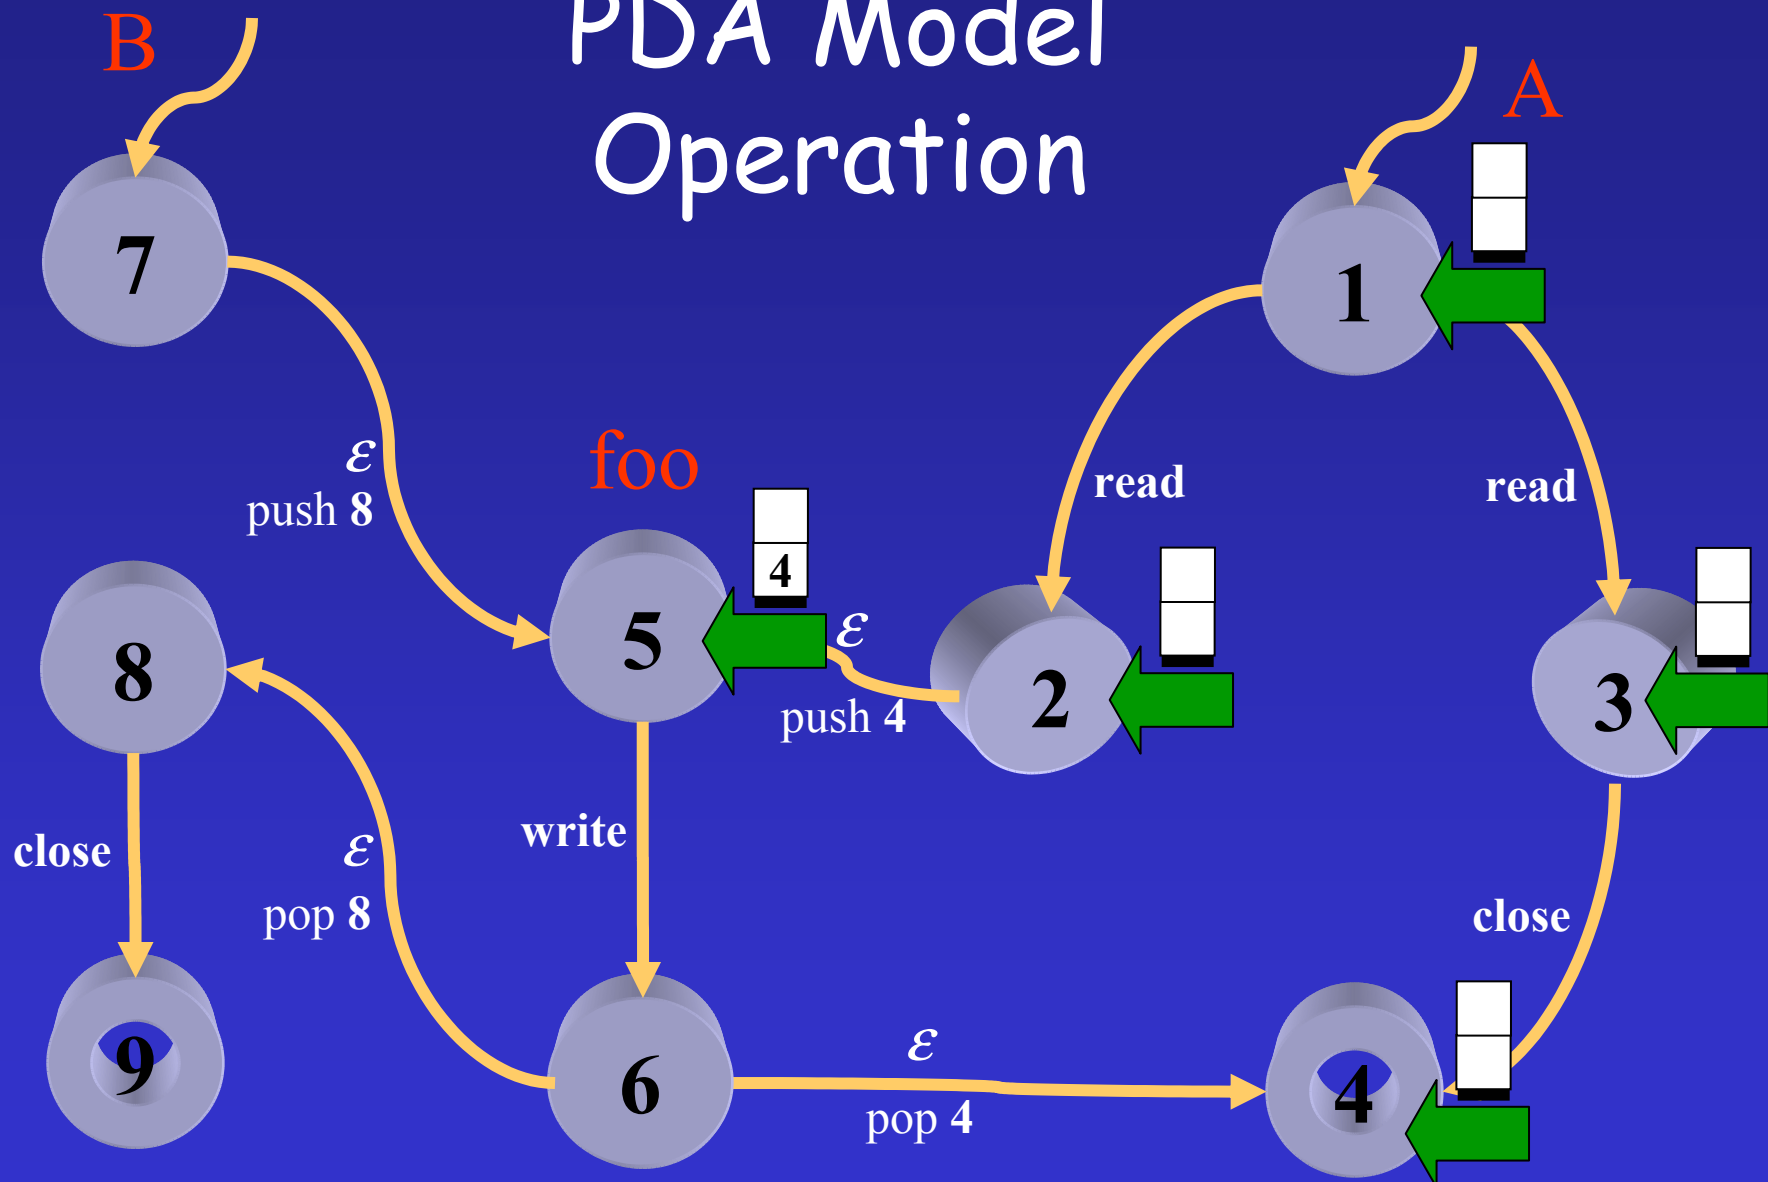 PDA Model
Operation
B
A
7
1
ε
push 8
foo
read
read
4
5
ε
push 4
2
3
8
write
close
ε
pop 8
close
9
6
ε
pop 4
4